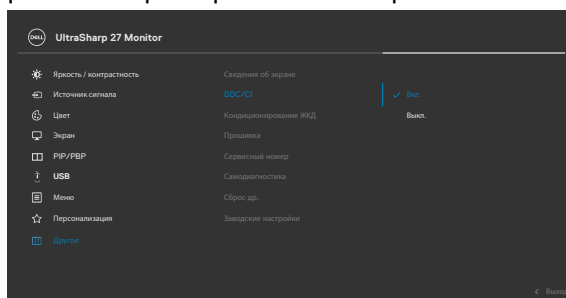 DELL
UltraSharp 27 Monitor
Яркость / контрастность
Источник сигнала
Цвет
Экран
PIP/PBP
USB
Меню
Персонализация
Другое
Сведения об экране
DDC/CI
Кондиционирование ЖКД
Прошивка
Сервисный номер
Самодиагностика
Сброс др.
Заводские настройки
Вкл.
Выкл.
Выход